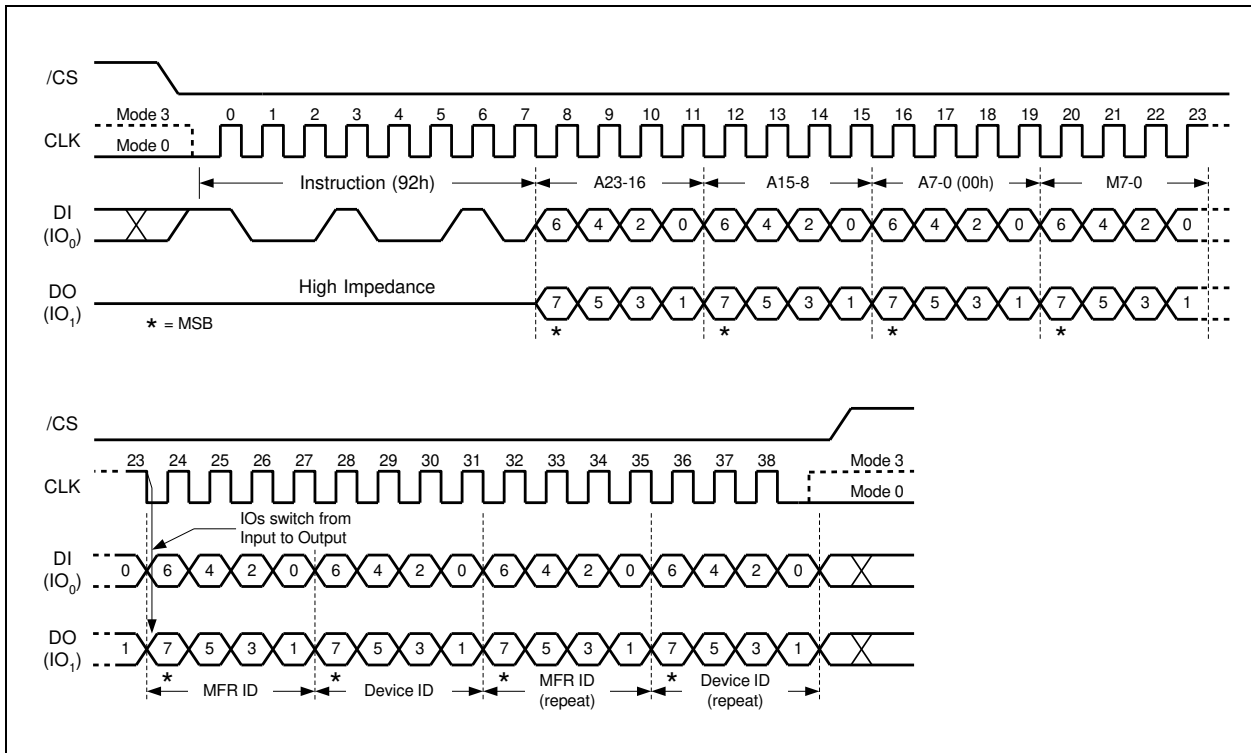 /CS
Mode 3 0 1 2 3 4 5 6 7 8 9 10 11 12 13 14 15 16 17 18 19 20 21 22 23
CLK
Mode 0
Instruction (92h) A23-16 A15-8 A7-0 (00h) M7-0
DI
(IO0) 6 4 2 0 6 4 2 0 6 4 2 0 6 4 2 0
High Impedance
DO
(IO1) 7 5 3 1 7 5 3 1 7 5 3 1 7 5 3 1
* = MSB * * * *
/CS
23 24 25 26 27 28 29 30 31 32 33 34 35 36 37 38 Mode 3
CLK
Mode 0
IOs switch from
Input to Output
DI
(IO0) 0 6 4 2 0 6 4 2 0 6 4 2 0 6 4 2 0
DO
(IO1) 1 7 5 3 1 7 5 3 1 7 5 3 1 7 5 3 1
* * * *
MFR ID Device ID MFR ID
(repeat) Device ID
(repeat)